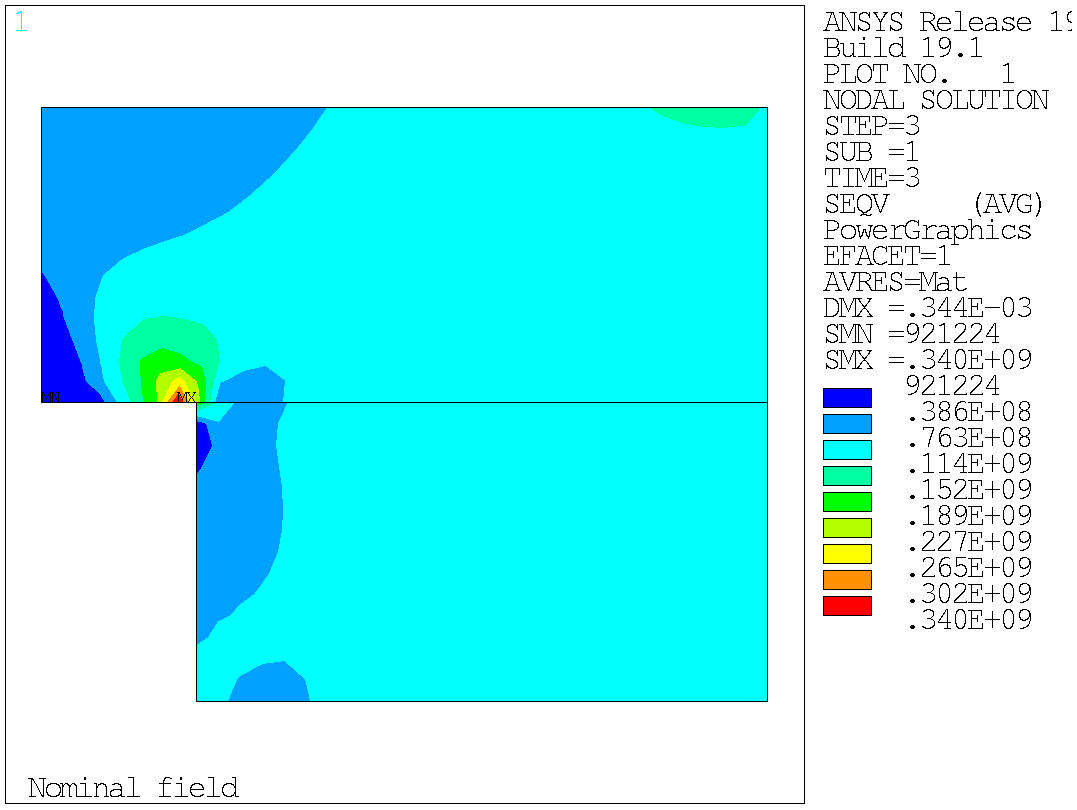 1
ANSYS Release 19
Build 19.1
PLOT NO. 1
NODAL SOLUTION
STEP=3
SUB =1
TIME=3
SEQV (AVG)
PowerGraphics
EFACET=1
AVRES=Mat
DMX =.344E-03
SMN =921224
SMX =.340E+09
921224
.386E+08
.763E+08
.114E+09
.152E+09
.189E+09
.227E+09
.265E+09
.302E+09
.340E+09
MN MX
Nominal field